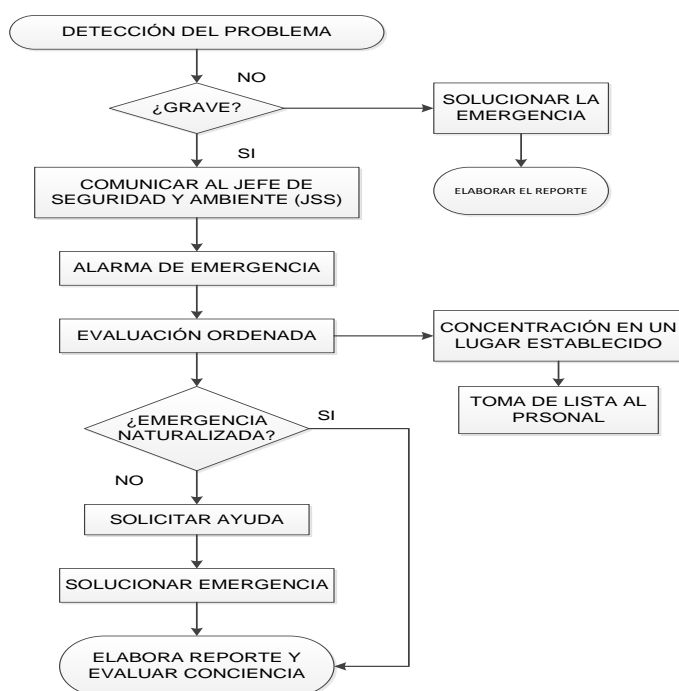 DETECCIÓN DEL PROBLEMA
NO
¿GRAVE?
SOLUCIONAR LA
EMERGENCIA
SI
ELABORAR EL REPORTE
COMUNICAR AL JEFE DE
SEGURIDAD Y AMBIENTE (JSS)
ALARMA DE EMERGENCIA
EVALUACIÓN ORDENADA
CONCENTRACIÓN EN UN
LUGAR ESTABLECIDO
TOMA DE LISTA AL
PRSONAL
¿EMERGENCIA
NATURALIZADA?
SI
NO
SOLICITAR AYUDA
SOLUCIONAR EMERGENCIA
ELABORA REPORTE Y
EVALUAR CONCIENCIA